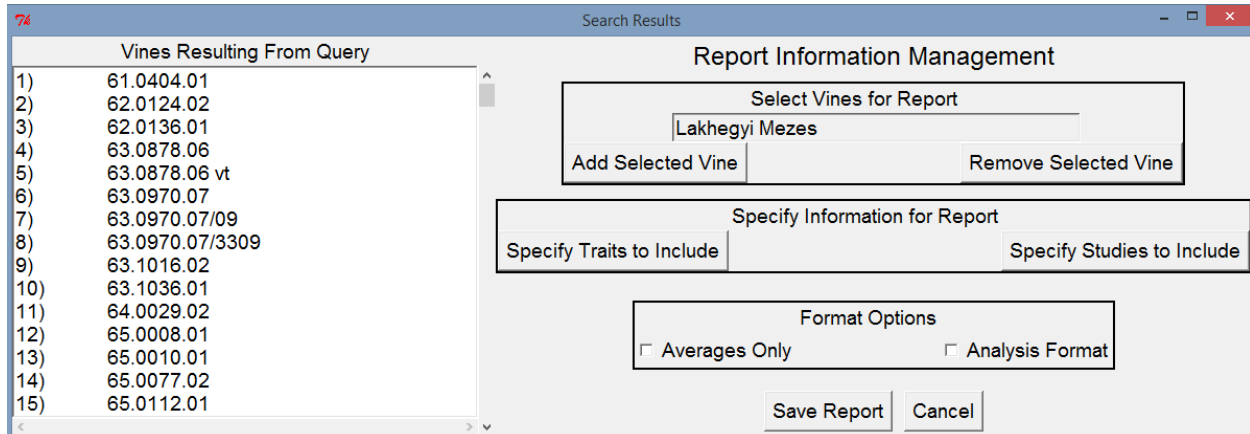 Search Results
Vines Resulting From Query
1) 61.0404.01
2) 62.0124.02
3) 62.0136.01
4) 63.0878.06
5) 63.0878.06 vt
6) 63.0970.07
7) 63.0970.07/09
8) 63.0970.07/3309
9) 63.1016.02
10) 63.1036.01
11) 64.0029.02
12) 65.0008.01
13) 65.0010.01
14) 65.0077.02
15) 65.0112.01
Report Information Management
Select Vines for Report
Lakhegyi Mezes
Add Selected Vine Remove Selected Vine
Specify Information for Report
Specify Traits to Include Specify Studies to Include
Format Options
Averages Only Analysis Format
Save Report Cancel